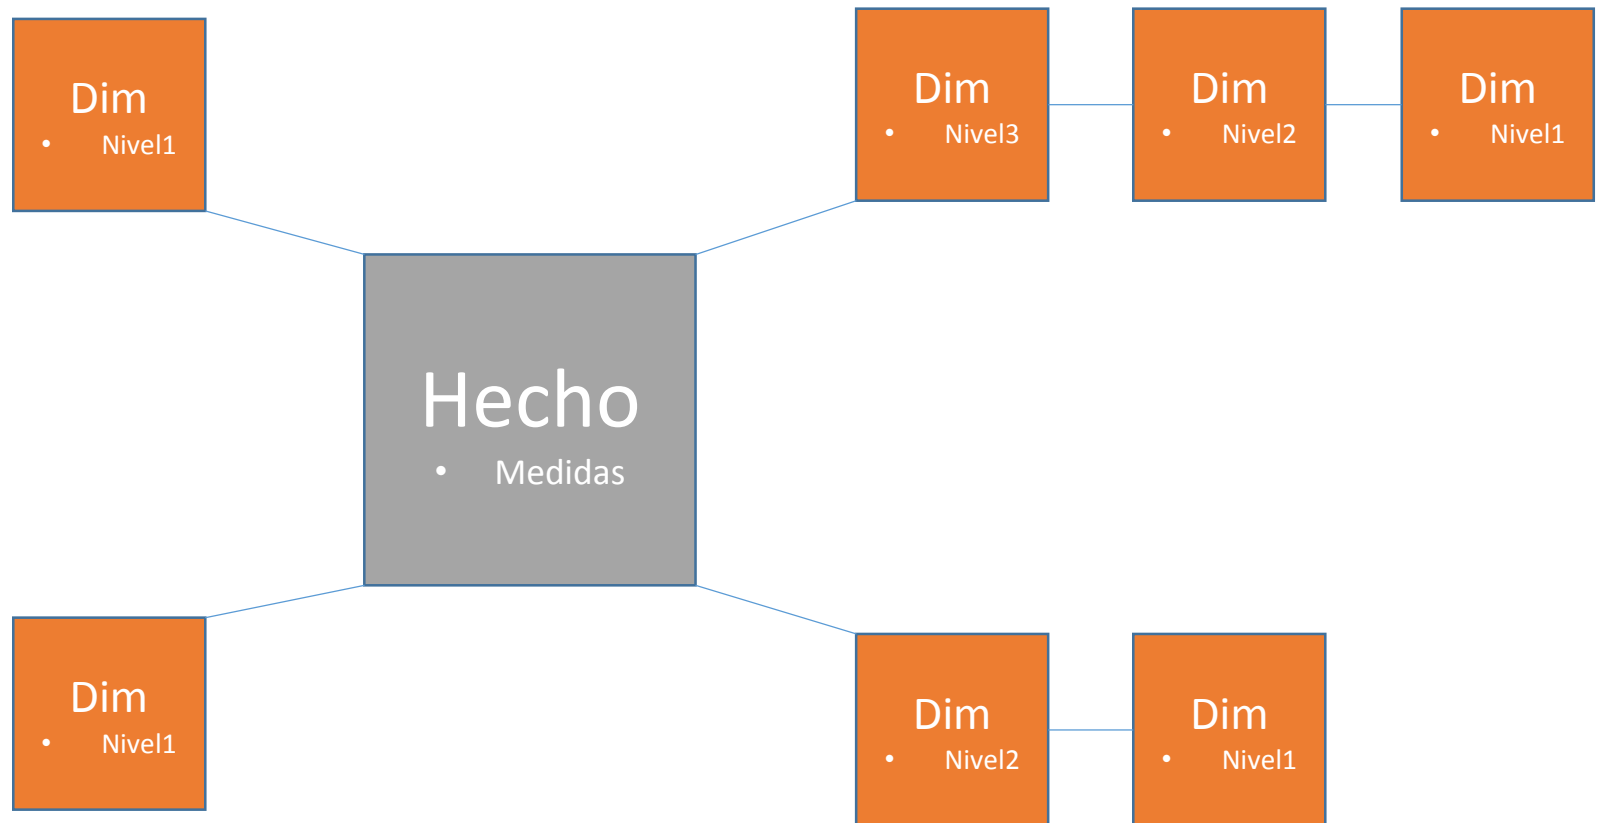 Dim
• Nivel1
Dim
• Nivel3
Dim
• Nivel2
Dim
• Nivel1
Hecho
• Medidas
Dim
• Nivel1
Dim
• Nivel2
Dim
• Nivel1